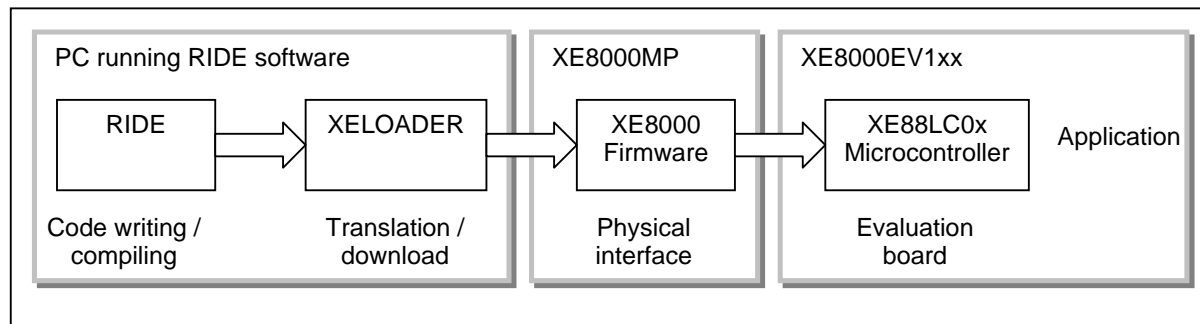 PC running RIDE software
XE8000MP
XE8000EV1xx
RIDE
XELOADER
XE8000
Firmware
XE88LC0x
Microcontroller
Application
Code writing /
compiling
Translation /
download
Physical
interface
Evaluation
board